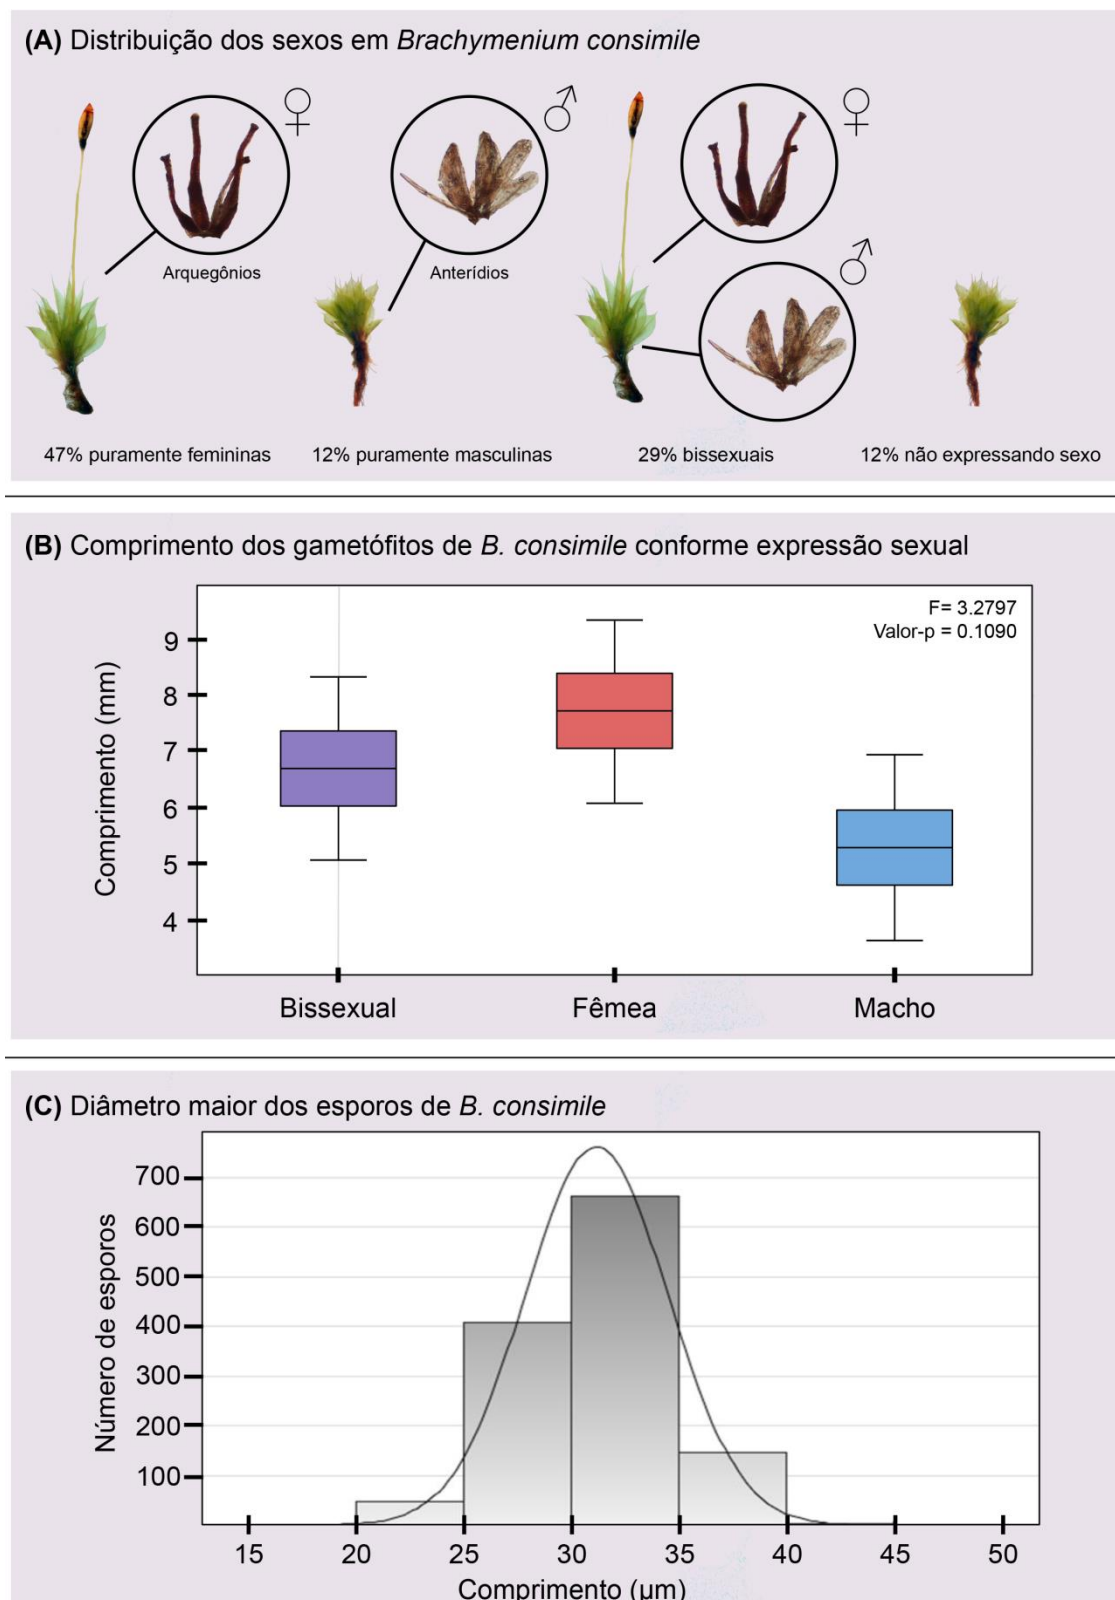 (A) Distribuição dos sexos em Brachymenium consimile
♀
♂
♀
Arquegônios
Anterídios
♂
47% puramente femininas
12% puramente masculinas
29% bissexuais
12% não expressando sexo
(B) Comprimento dos gametófitos de B. consimile conforme expressão sexual
F= 3.2797
Valor-p = 0.1090
Comprimento (mm)
9
8
7
6
5
4
Bissexual
Fêmea
Macho
(C) Diâmetro maior dos esporos de B. consimile
Número de esporos
700
600
500
400
300
200
100
15
20
25
30
35
40
45
50
Comprimento (µm)